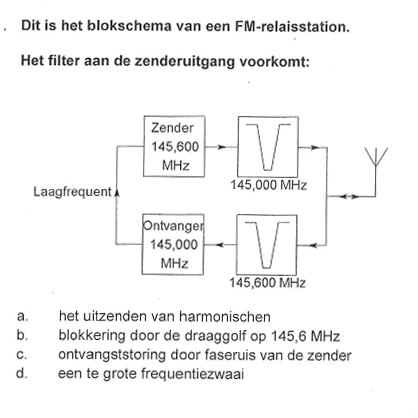 Dit is het blokschema van een FM-relaisstation.
Het filter aan de zenderuitgang voorkomt:
Zender
145,600
MHz
145,000 MHz
Laagfrequent
Ontvanger
145,000
MHz
145,600 MHz
a. het uitzenden van harmonischen
b. blokkering door de draaggolf op 145,6 MHz
c. ontvangststoring door faseruis van de zender
d. een te grote frequentiezwaai